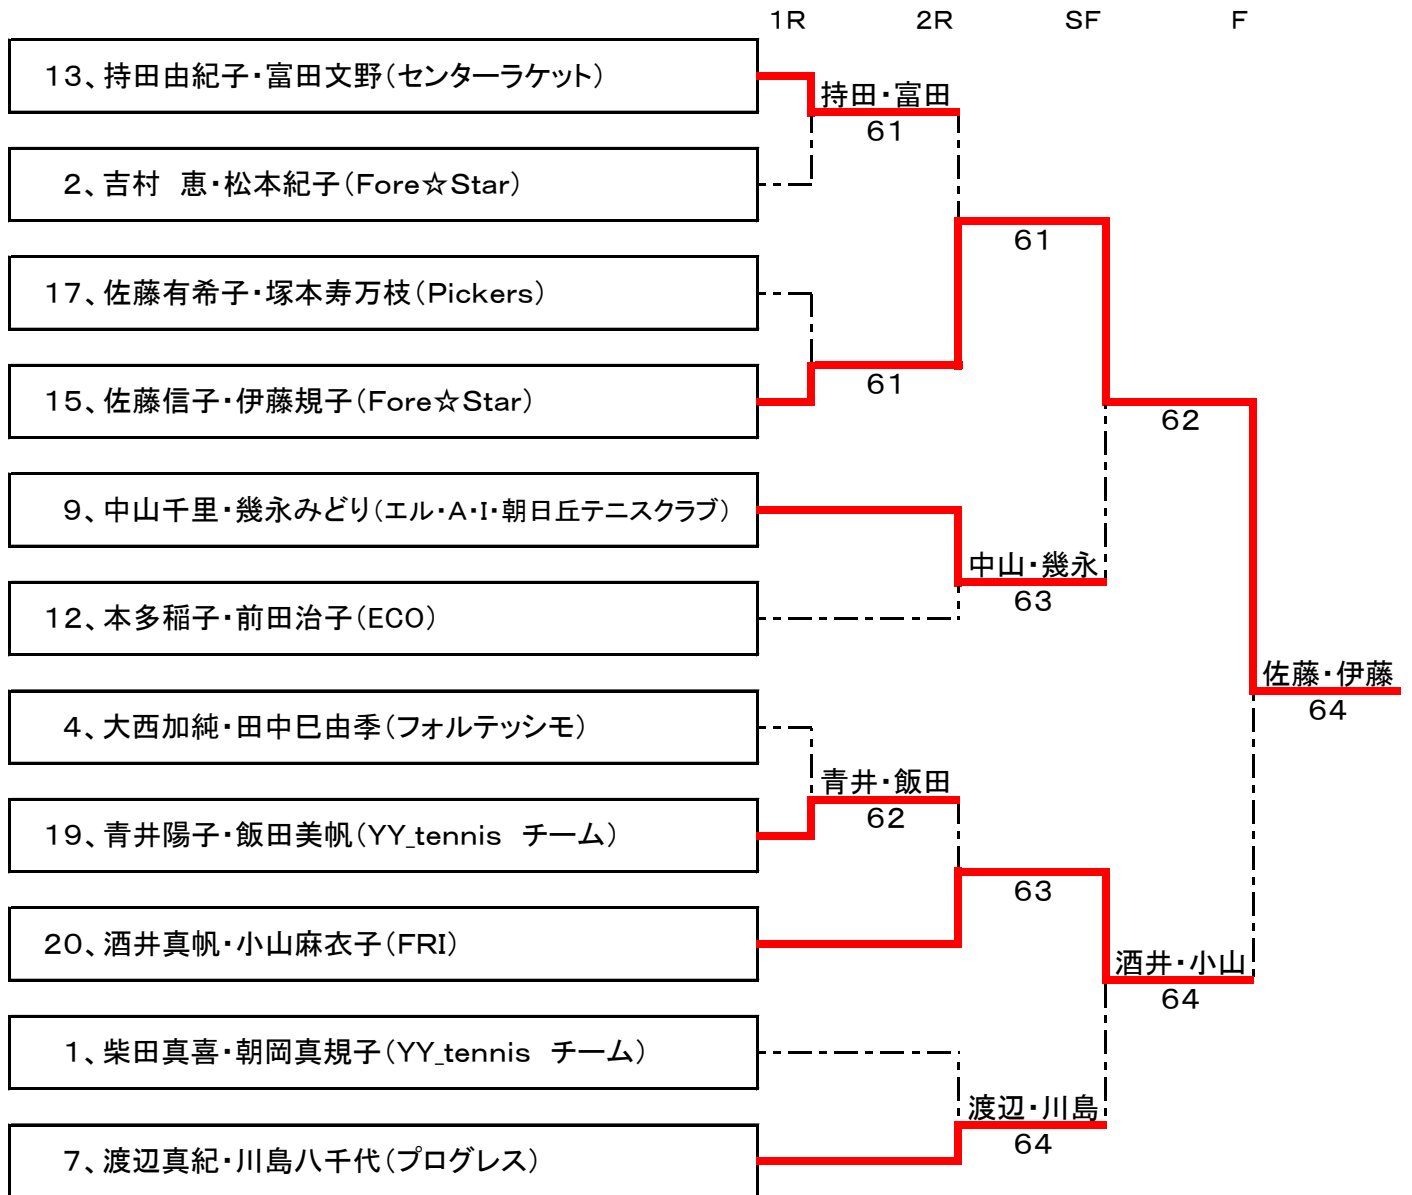 1R 2R SF F
13、持田由紀子・富田文野(センターラケット)
持田・富田
61
2、吉村 恵・松本紀子(Fore☆Star)
61
17、佐藤有希子・塚本寿万枝(Pickers)
15、佐藤信子・伊藤規子(Fore☆Star)
61
62
9、中山千里・幾永みどり(エル・A・I・朝日丘テニスクラブ)
中山・幾永
63
12、本多稲子・前田治子(ECO)
佐藤・伊藤
64
4、大西加純・田中巳由季(フォルテッシモ)
青井・飯田
62
19、青井陽子・飯田美帆(YY_tennis チーム)
63
20、酒井真帆・小山麻衣子(FRI)
酒井・小山
64
1、柴田真喜・朝岡真規子(YY_tennis チーム)
渡辺・川島
64
7、渡辺真紀・川島八千代(プログレス)